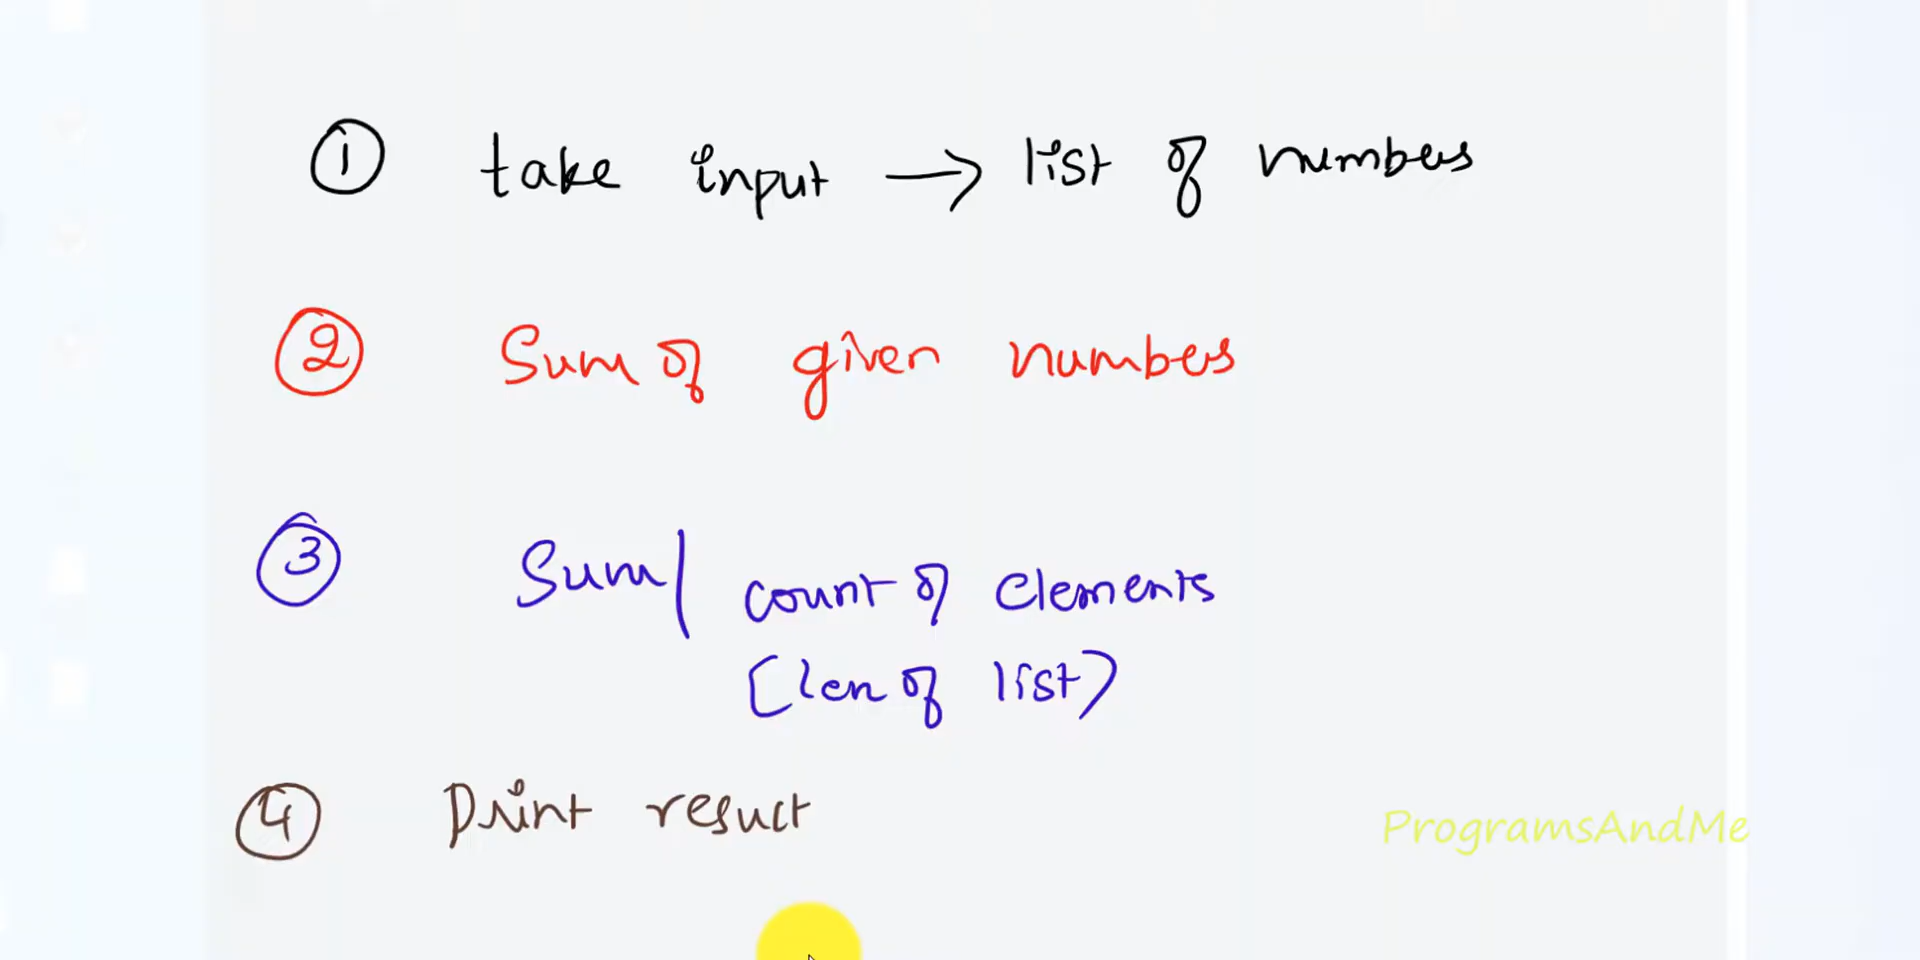 1 take input → list of numbers
2 Sum of given numbers
3 Sum/ count of elements
(len of list)
4 Print result
ProgramsAndMe